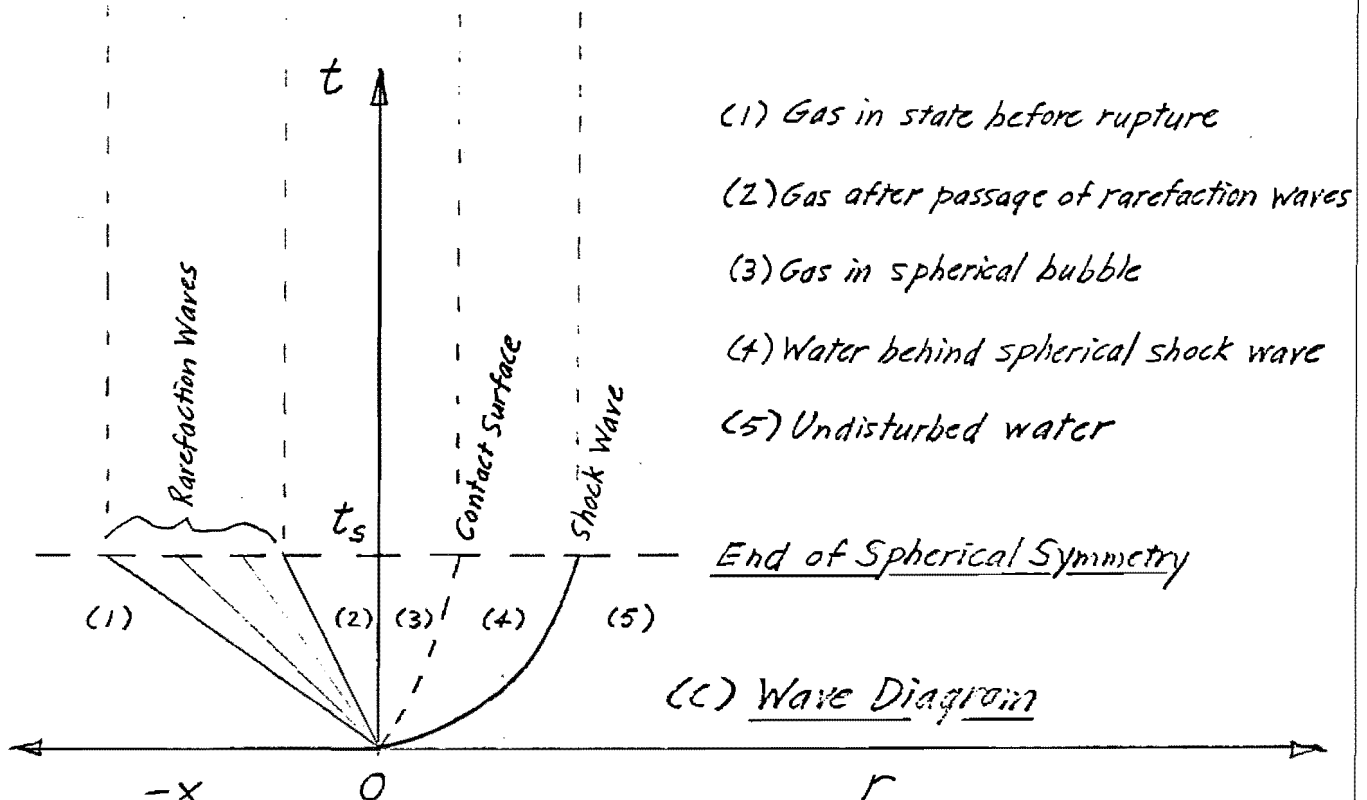 t
(1) Gas in state before rupture
(2) Gas after passage of rarefaction waves
(3) Gas in spherical bubble
(4) Water behind spherical shock wave
(5) Undisturbed water
Rarefaction Waves
Contact Surface
Shock Wave
ts
End of Spherical Symmetry
(1) (2) (3) (4) (5)
(C) Wave Diagram
-x 0 r